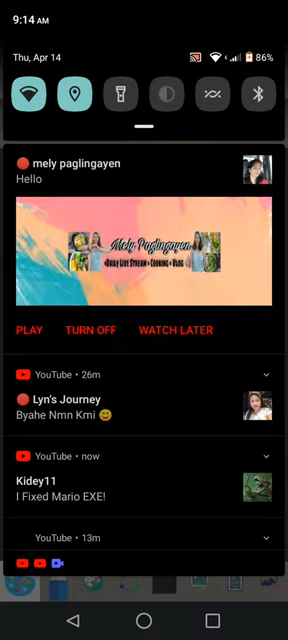 9:14 AM
Thu, Apr 14
86%
mely paglingayen
Hello
Mely Paglingayen
•DAILY LIVE STREAM • COOKING • VLOG
PLAY TURN OFF WATCH LATER
YouTube • 26m
Lyn's Journey
Byahe Nmn Kmi 😄
YouTube • now
Kidey11
I Fixed Mario EXE!
YouTube • 13m